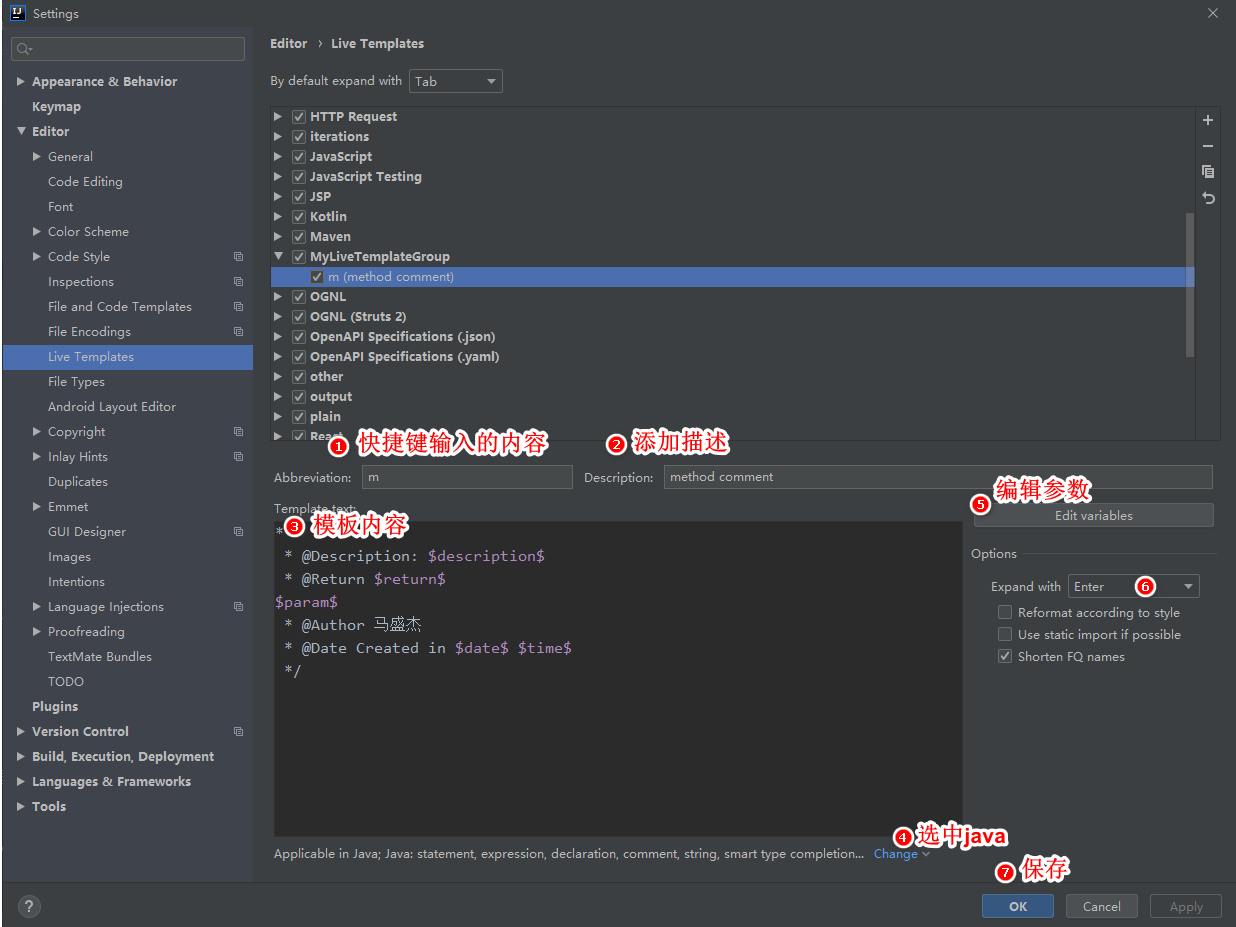 Settings
Appearance & Behavior
Keymap
Editor
General
Code Editing
Font
Color Scheme
Code Style
Inspections
File and Code Templates
File Encodings
Live Templates
File Types
Android Layout Editor
Copyright
Inlay Hints
Duplicates
Emmet
GUI Designer
Images
Intentions
Language Injections
Proofreading
TextMate Bundles
TODO
Plugins
Version Control
Build, Execution, Deployment
Languages & Frameworks
Tools
Editor › Live Templates
By default expand with Tab
HTTP Request
iterations
JavaScript
JavaScript Testing
JSP
Kotlin
Maven
MyLiveTemplateGroup
m (method comment)
OGNL
OGNL (Struts 2)
OpenAPI Specifications (.json)
OpenAPI Specifications (.yaml)
other
output
plain
React
1 快捷键输入的内容 2 添加描述
Abbreviation: m Description: method comment
5 编辑参数
Template text:
Edit variables
3 模板内容
*
* @Description: $description$
* @Return $return$
$param$
* @Author 马盛杰
* @Date Created in $date$ $time$
*/
Options
Expand with Enter 6
Reformat according to style
Use static import if possible
Shorten FQ names
4 选中java
Applicable in Java; Java: statement, expression, declaration, comment, string, smart type completion... Change
7 保存
? OK Cancel Apply